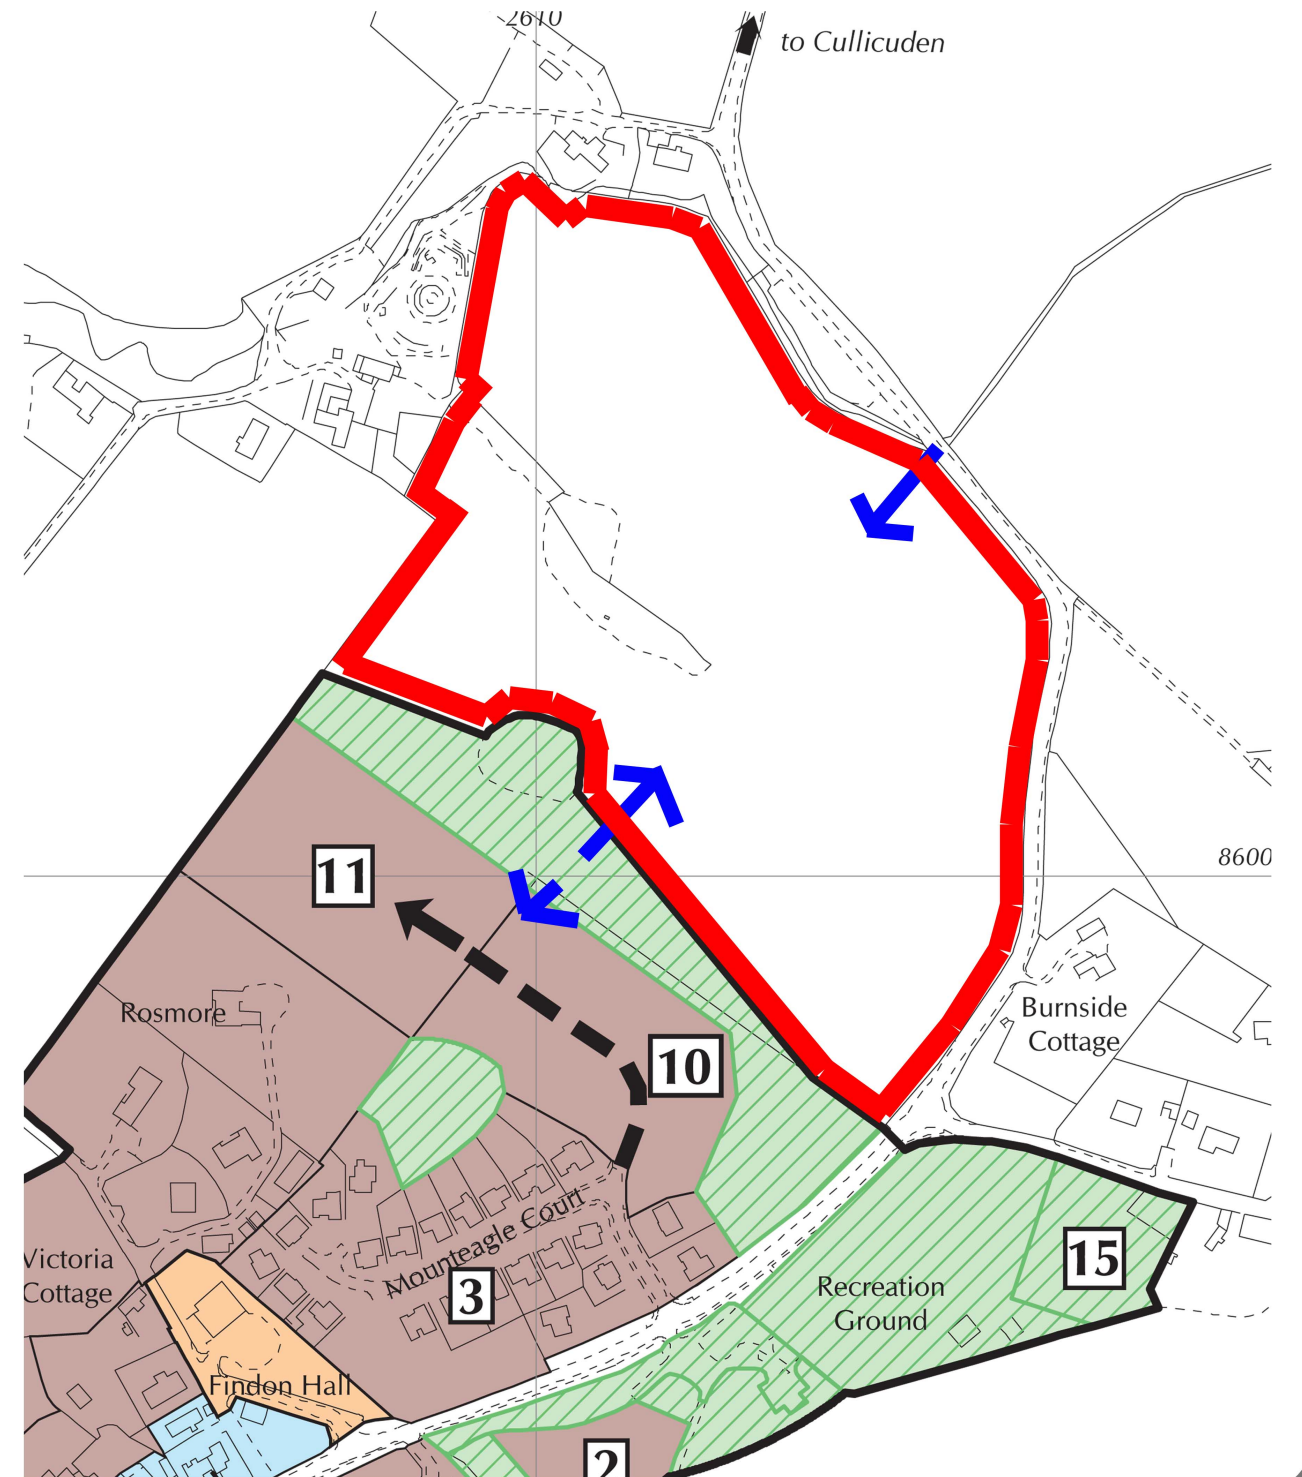 2610
to Cullicuden
8600
11
Rosmore
Burnside
Cottage
10
Mounteagle Court
Victoria
Cottage
3
15
Recreation
Ground
Findon Hall
2